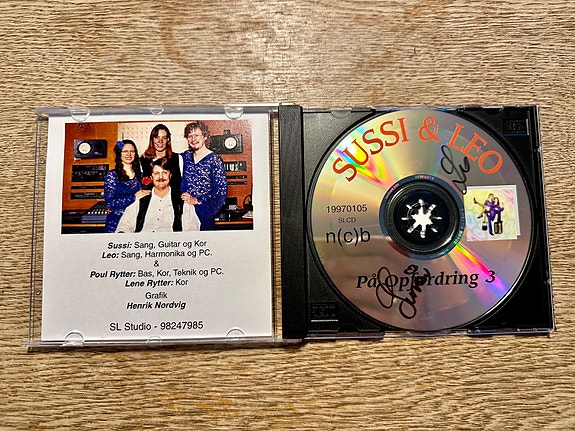 Sussi: Sang, Guitar og Kor
Leo: Sang, Harmonika og PC.
&
Poul Rytter: Bas, Kor, Teknik og PC.
Lene Rytter: Kor
Grafik
Henrik Nordvig
SL Studio - 98247985
SUSSI & LEO
19970105
SLCD
n(c)b
På Opfordring 3